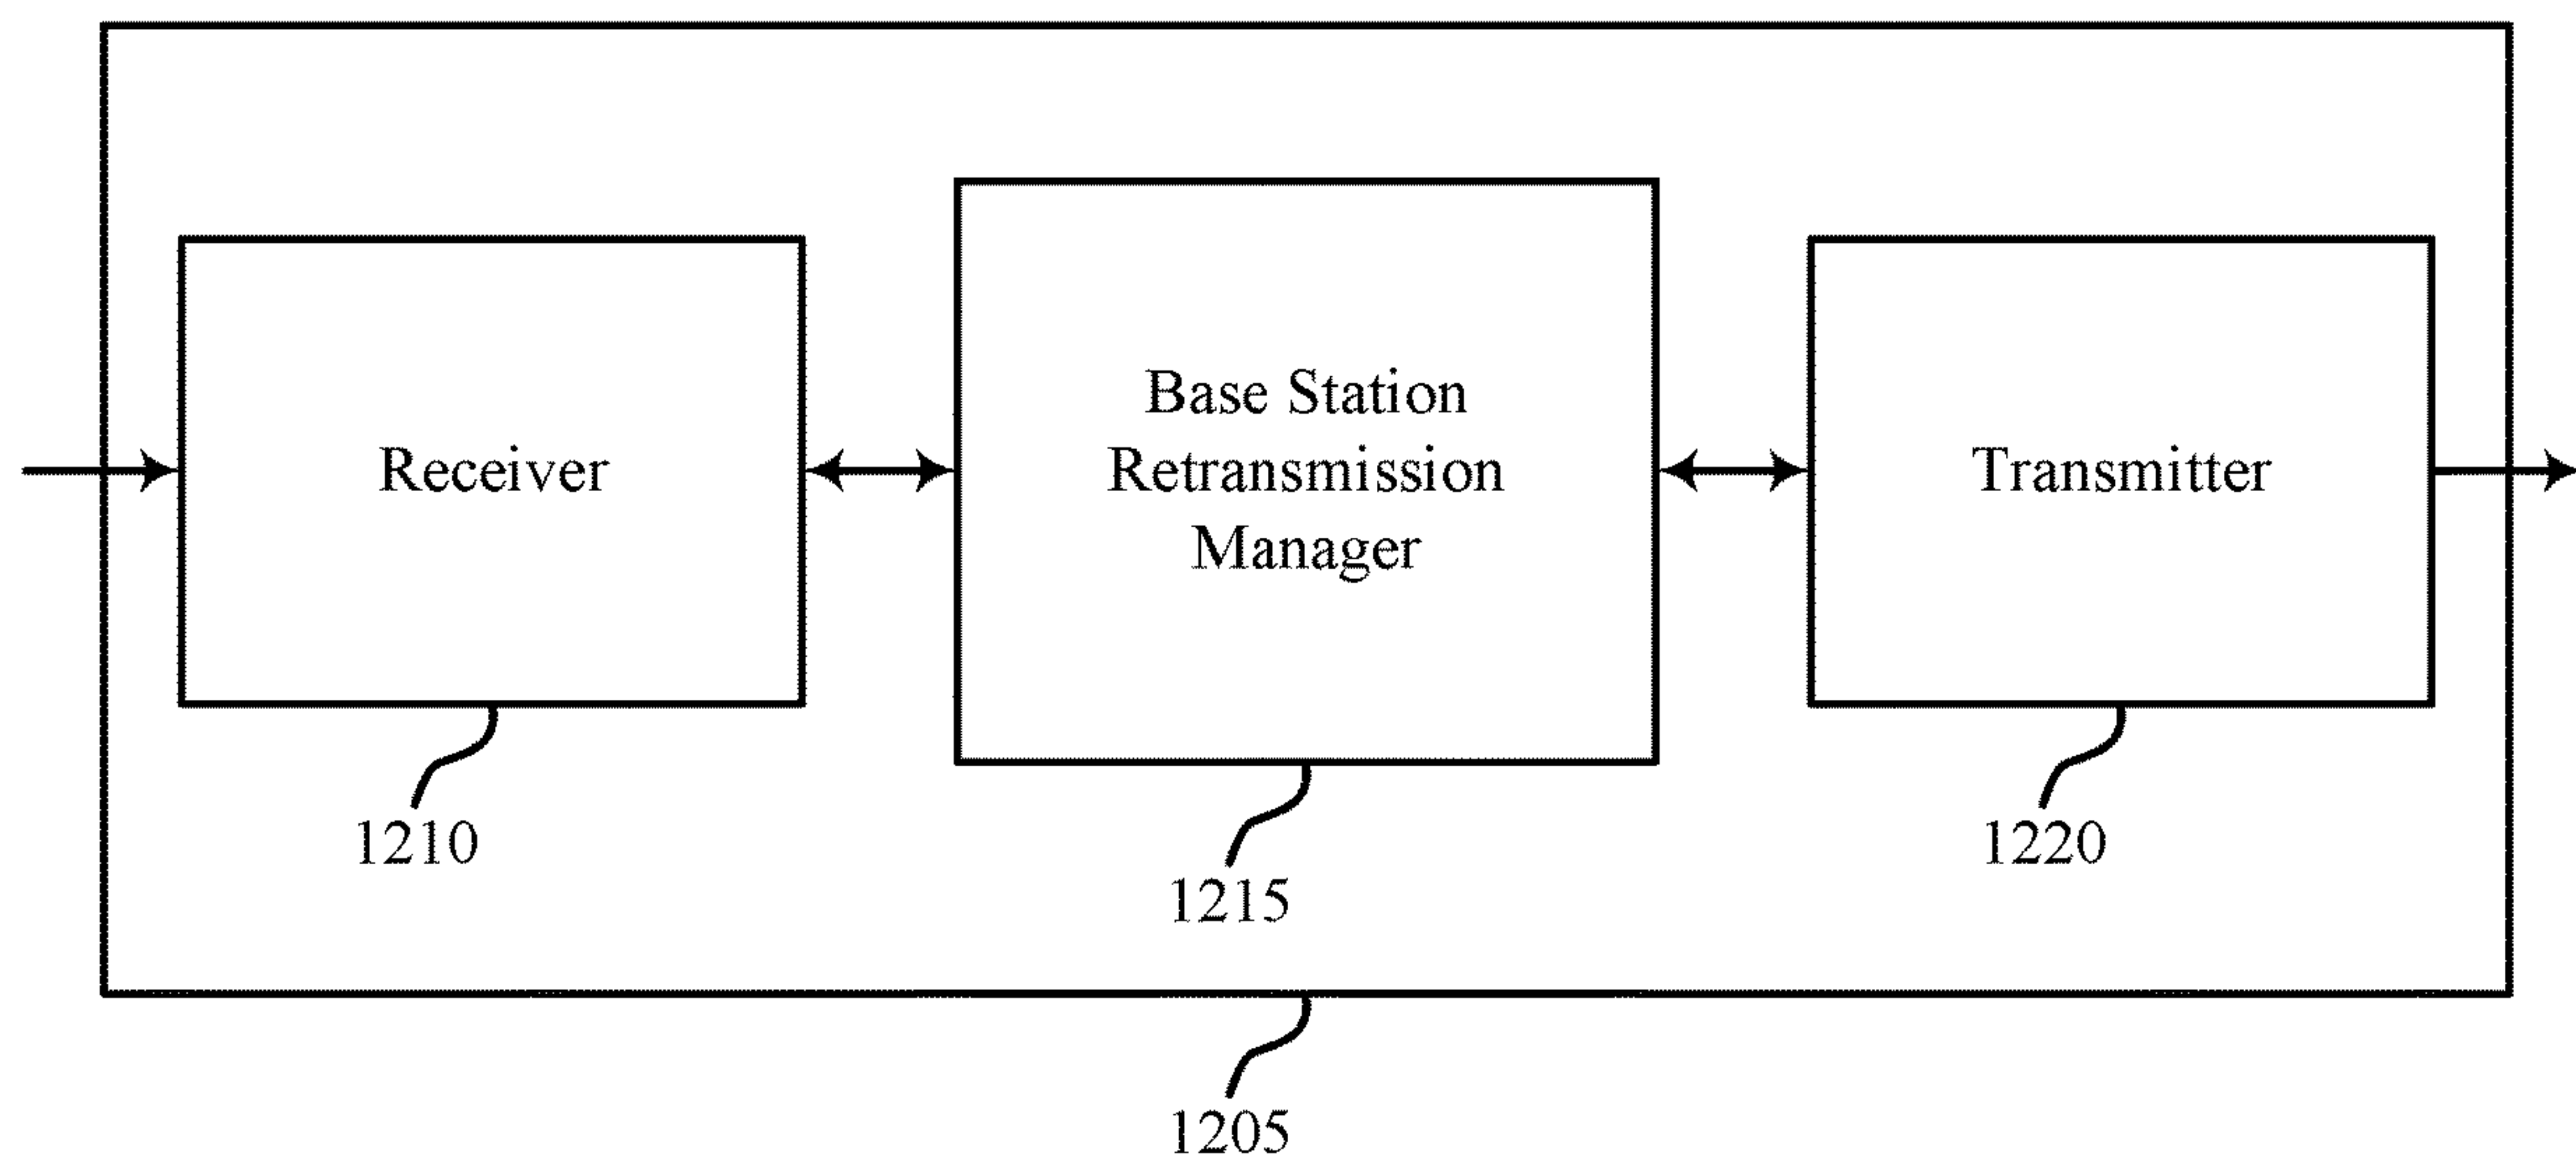 Receiver
Base Station
Retransmission
Manager
Transmitter
1210
1215
1220
1205